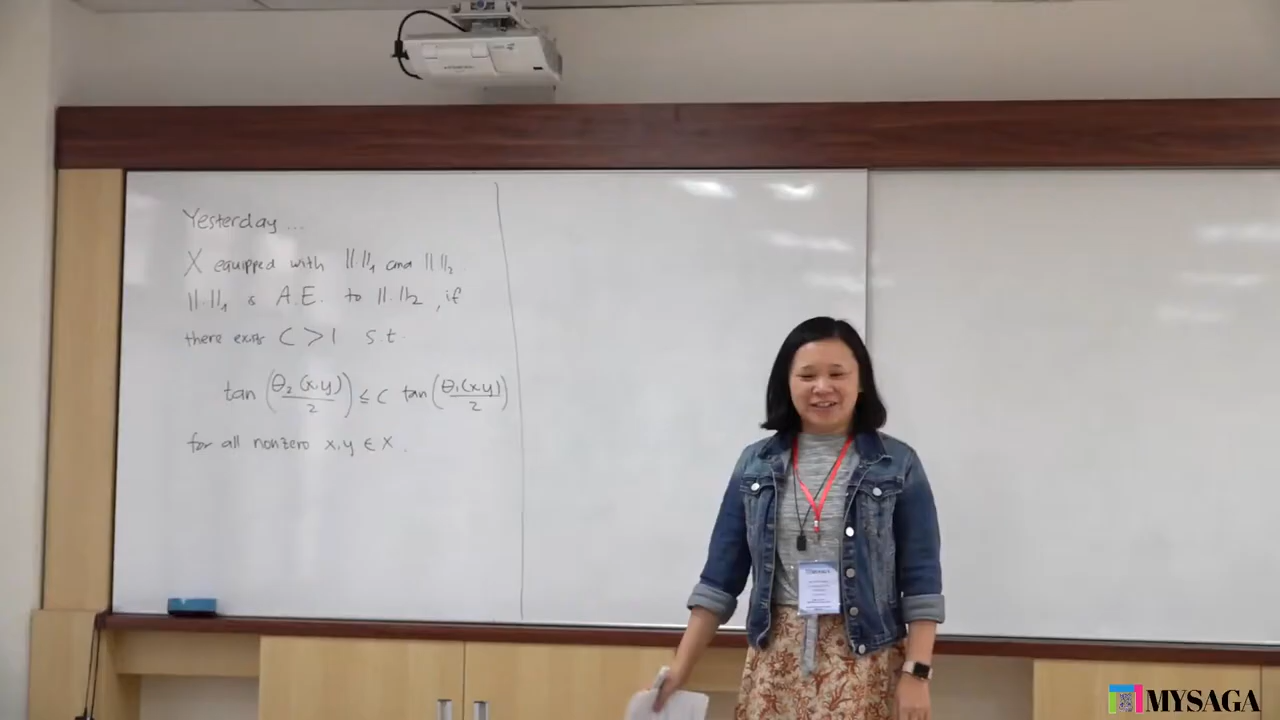 Yesterday...
X equipped with || ||₁ and || ||₂.
||.||₁ is A.E. to ||.||₂, if
there exists C > 1 s.t.
tan (θ₂(x,y)/2) ≤ C tan (θ₁(x,y)/2)
for all nonzero x,y ∈ X.
MYSAGA